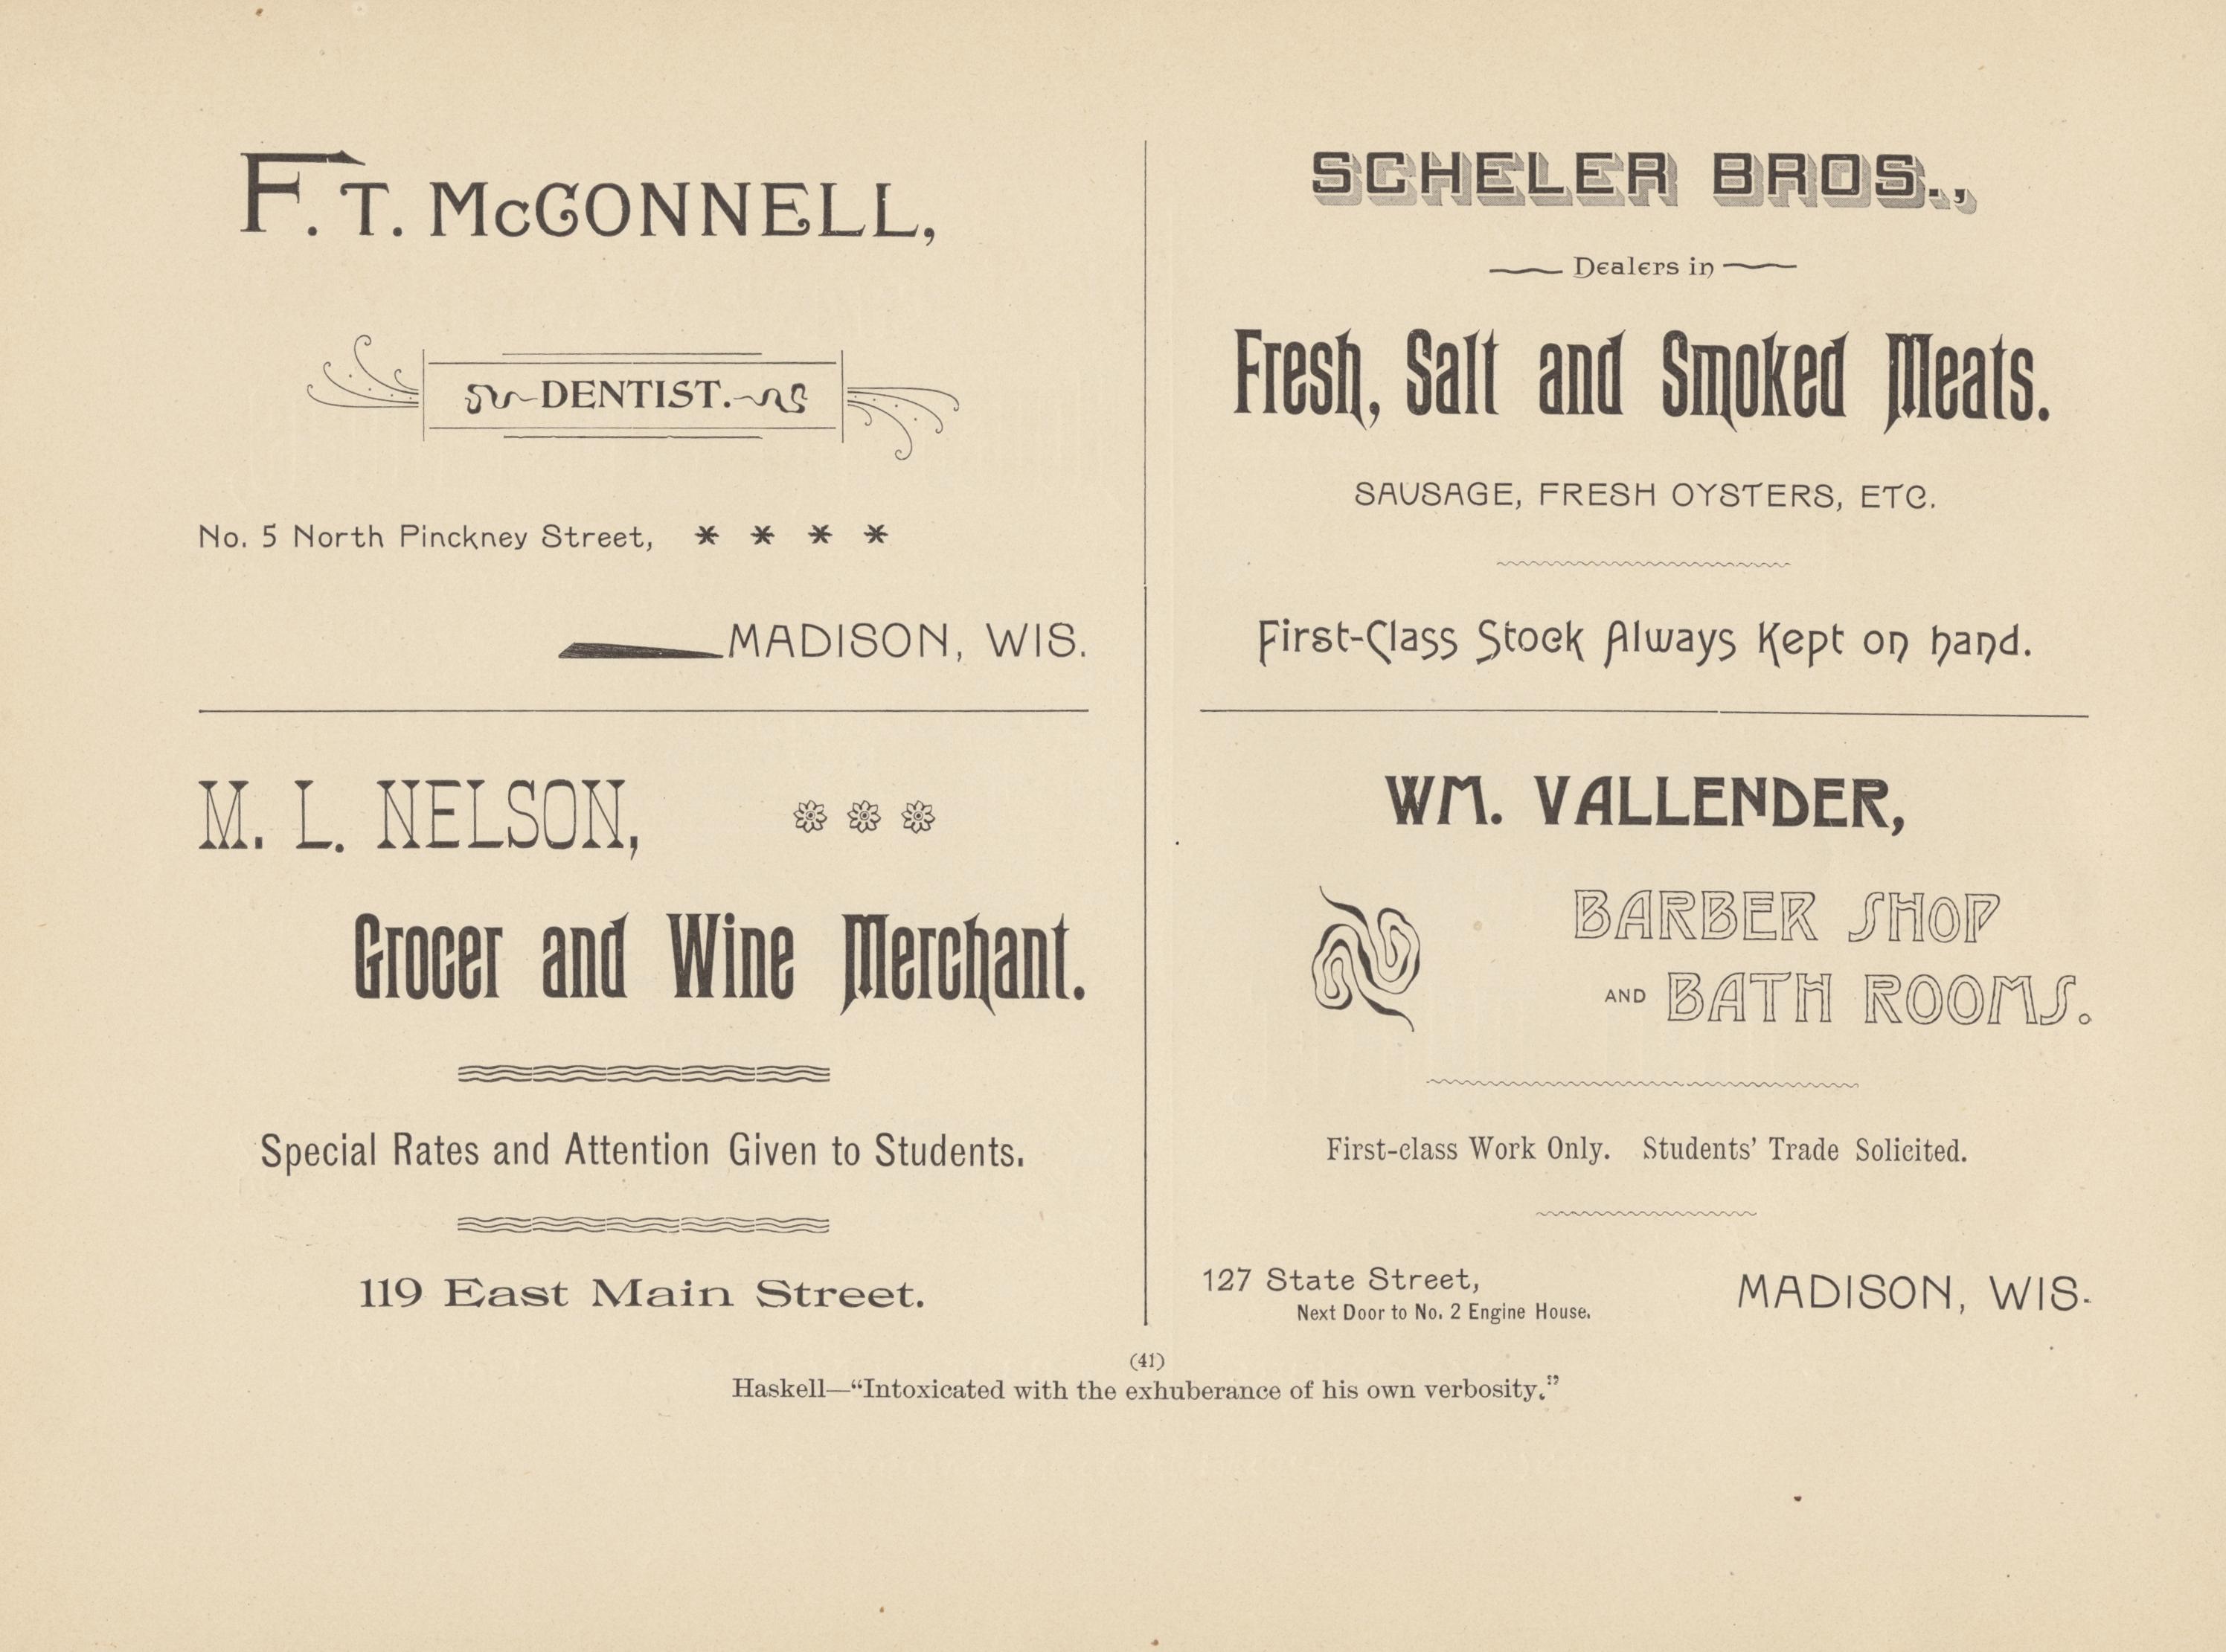 F. T. McCONNELL,
DENTIST.
No. 5 North Pinckney Street, * * * *
MADISON, WIS.
M. L. NELSON,
Grocer and Wine Merchant.
Special Rates and Attention Given to Students.
119 East Main Street.
SCHELER BROS.,
Dealers in
Fresh, Salt and Smoked Meats.
SAUSAGE, FRESH OYSTERS, ETC.
First-Class Stock Always Kept on hand.
WM. VALLENDER,
BARBER SHOP
AND BATH ROOMS.
First-class Work Only. Students' Trade Solicited.
127 State Street,
Next Door to No. 2 Engine House.
MADISON, WIS.
(41)
Haskell—"Intoxicated with the exhuberance of his own verbosity."